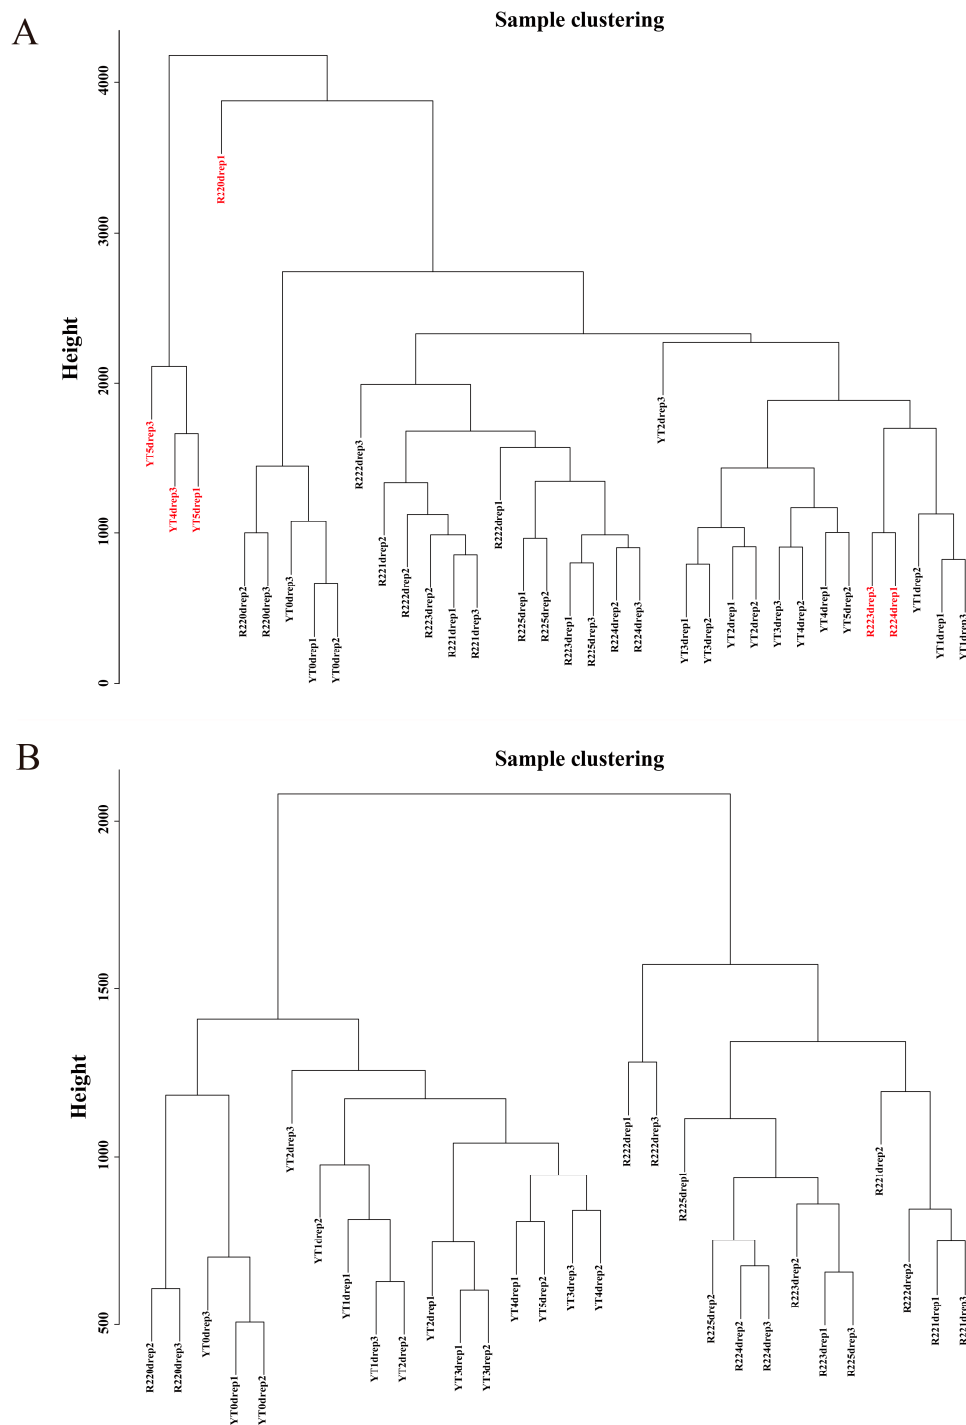 A
Sample clustering
Height
4000
3000
2000
1000
0
YT5drep3
YT4drep3
YT5drep1
R220drep1
R220drep2
R220drep3
YT0drep3
YT0drep1
YT0drep2
R222drep3
R221drep2
R222drep2
R223drep2
R221drep1
R221drep3
R222drep1
R225drep1
R225drep2
R223drep1
R225drep3
R224drep2
R224drep3
YT2drep3
YT3drep1
YT3drep2
YT2drep1
YT2drep2
YT3drep3
YT4drep2
YT4drep1
YT5drep2
R223drep3
R224drep1
YT1drep2
YT1drep1
YT1drep3
B
Sample clustering
Height
2000
1500
1000
500
R220drep2
R220drep3
YT0drep3
YT0drep1
YT0drep2
YT2drep3
YT1drep2
YT1drep1
YT1drep3
YT2drep2
YT2drep1
YT3drep1
YT3drep2
YT4drep1
YT5drep2
YT3drep3
YT4drep2
R222drep1
R222drep3
R225drep1
R225drep2
R224drep2
R224drep3
R223drep2
R223drep1
R225drep3
R221drep2
R222drep2
R221drep1
R221drep3